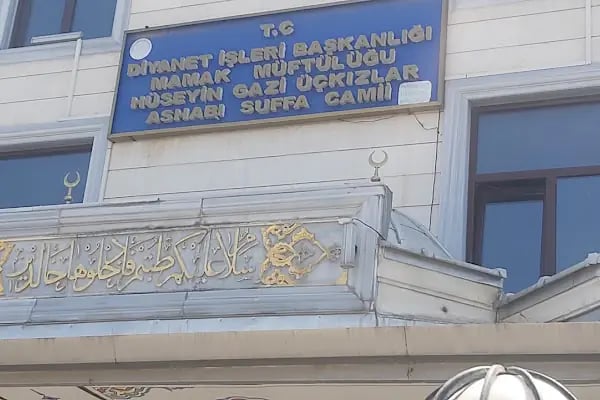 T.C
DİYANET İŞLERİ BAŞKANLIĞI
MAMAK MÜFTÜLÜĞÜ
HÜSEYİN GAZİ ÜÇKIZLAR
ASHABI SUFFA CAMİİ
سلام عليكم طبتم فادخلوها خالدين